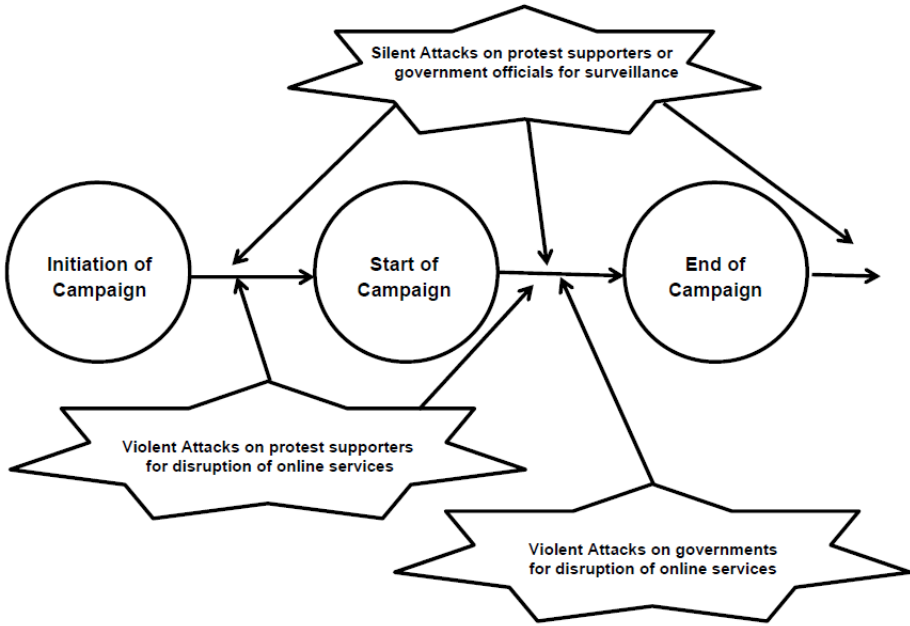 Silent Attacks on protest supporters or
government officials for surveillance
Initiation of
Campaign
Start of
Campaign
End of
Campaign
Violent Attacks on protest supporters
for disruption of online services
Violent Attacks on governments
for disruption of online services